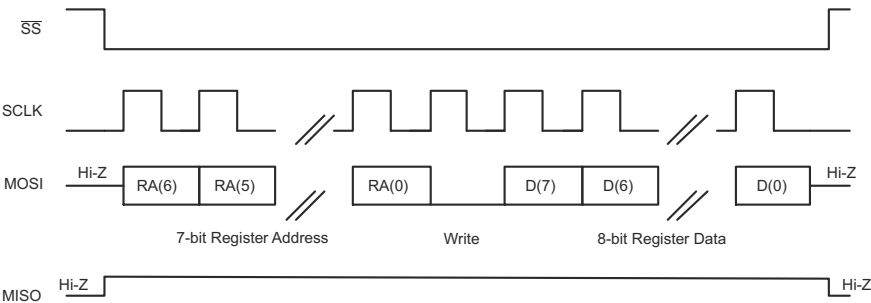 SS
SCLK
MOSI Hi-Z RA(6) RA(5) RA(0) D(7) D(6) D(0) Hi-Z
7-bit Register Address Write 8-bit Register Data
MISO Hi-Z Hi-Z